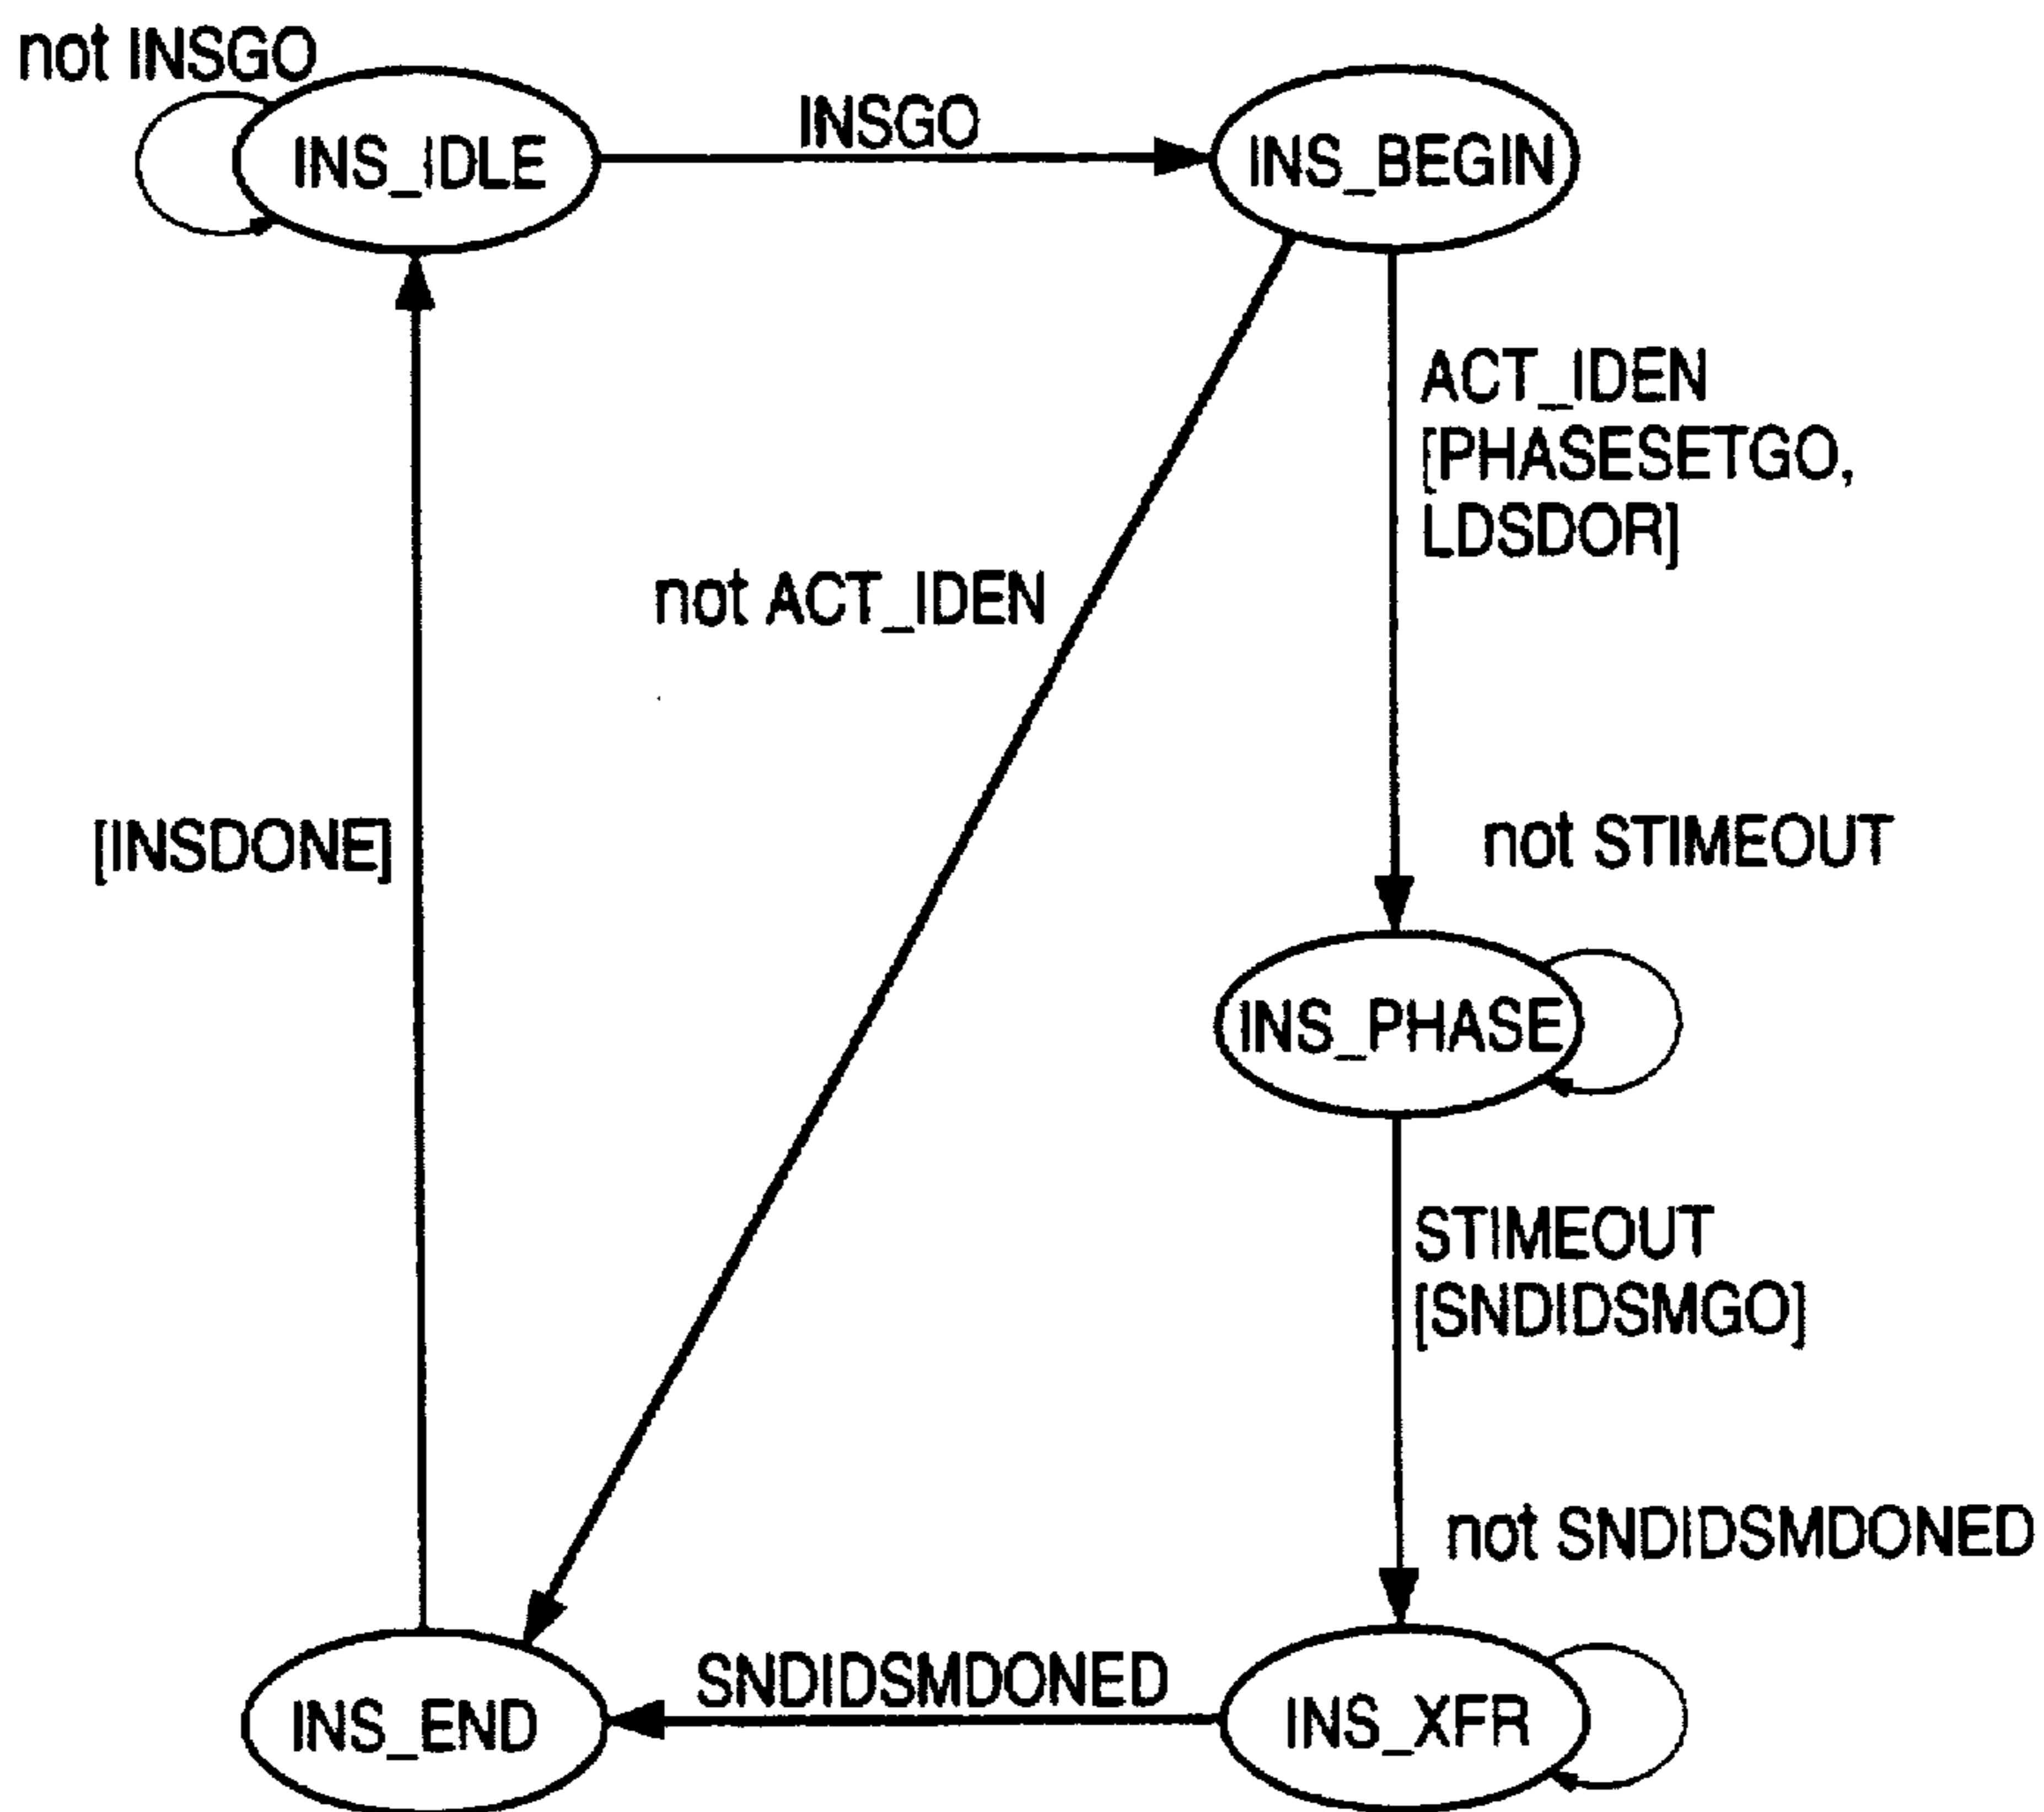 not INSGO
INS_IDLE
INSGO
INS_BEGIN
ACT_IDEN
[PHASESETGO,
LDSDOR]
not ACT_IDEN
[INSDONE]
not STIMEOUT
INS_PHASE
STIMEOUT
[SNDIDSMGO]
not SNDIDSMDONED
INS_END
SNDIDSMDONED
INS_XFR